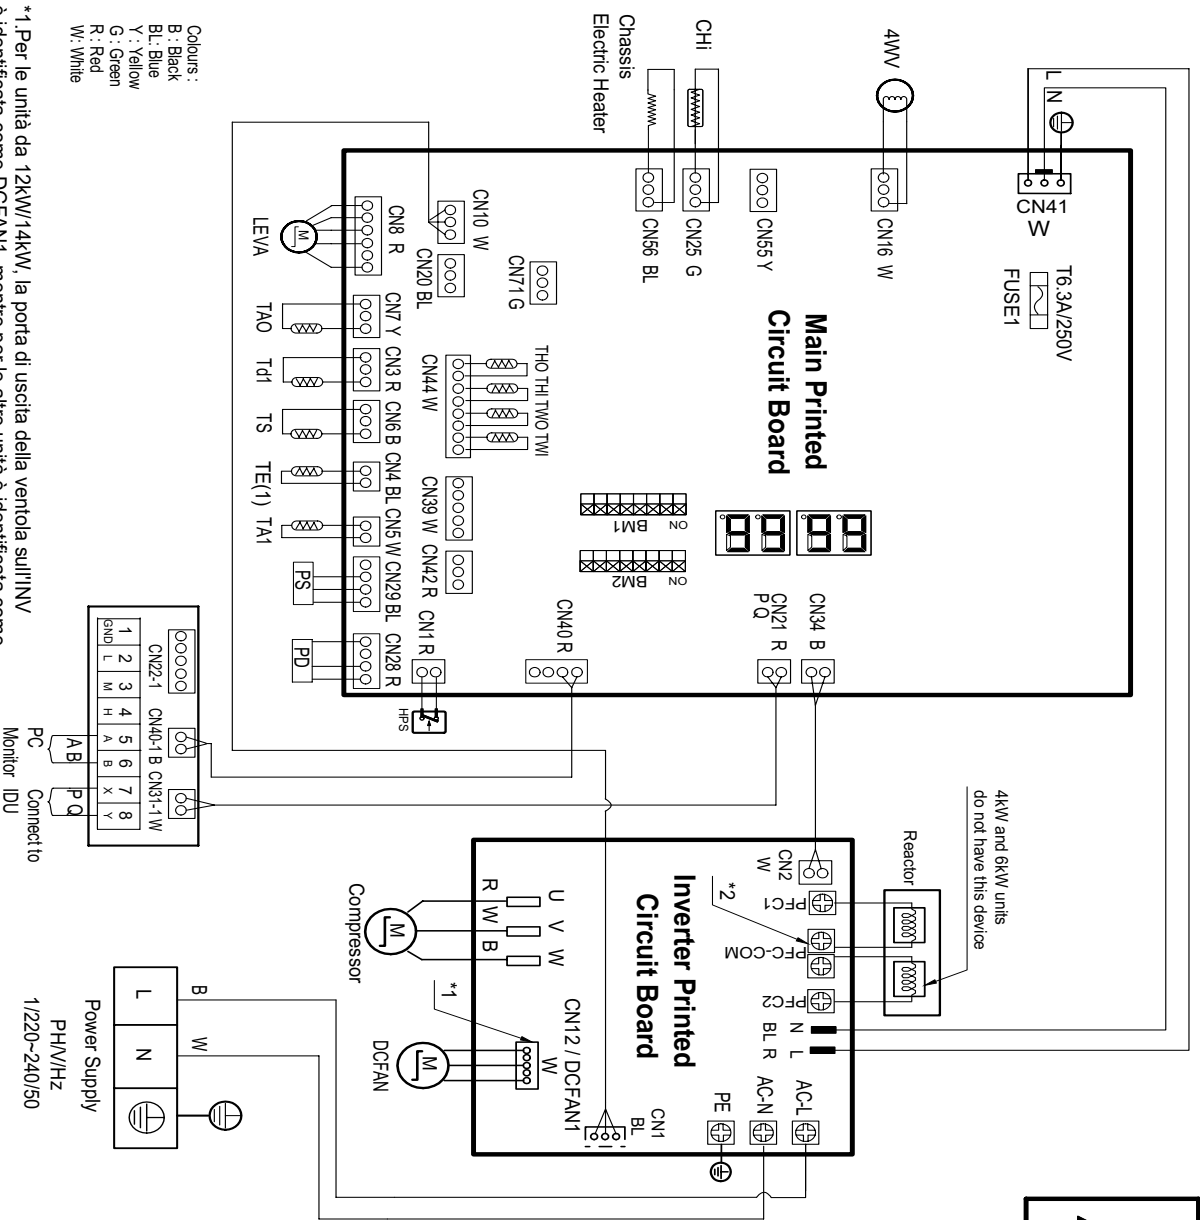 Colours :
B : Black
BL: Blue
Y : Yellow
G : Green
R : Red
W: White
*1.Per le unità da 12kW/14kW, la porta di uscita della ventola sull'INV
4WV
CHi
Chassis
Electric Heater
L N
CN41
W
T6.3A/250V
FUSE1
CN16 W
CN55 Y
CN25 G
CN56 BL
Main Printed
Circuit Board
CN10 W
CN20 BL
CN71 G
CN8 R
M
LEVA
CN7 Y
TAO
CN3 R
Td1
CN6 B
TS
CN4 BL
TE(1)
CN5 W
TA1
CN29 BL
PS
CN28 R
PD
CN44 W
THO THI TWO TWI
CN39 W
CN42 R
CN1 R
HPS
BM1
ON
BM2
ON
CN40 R
CN21 R
P Q
CN34 B
CN22-1
CN40-1 B
CN31-1 W
1 2 3 4 5 6 7 8
GND L M H A B X Y
A B
P Q
PC
Monitor
Connect to
IDU
4kW and 6kW units
do not have this device
Reactor
CN2
W
PFC1
PFC-COM
PFC2
*2
N
L
BL R
AC-L
AC-N
PE
Inverter Printed
Circuit Board
U V W
R W B
M
Compressor
*1
CN12 / DCFAN1
W
M
DCFAN
CN1
BL
L
N
B
W
Power Supply
PH/V/Hz
1/220~240/50